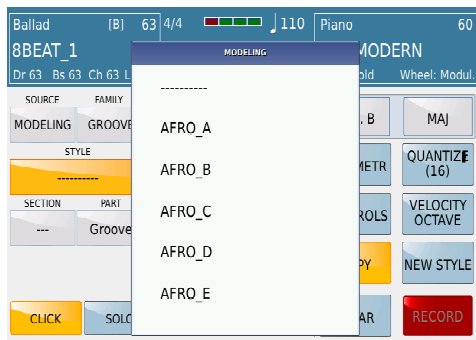 Ballad [B] 63 4/4 ♩110 Piano 60
8BEAT_1 MODERN
Dr 63 Bs 63 Ch 63 L old Wheel: Modul.
MODELING
----------
AFRO_A
AFRO_B
AFRO_C
AFRO_D
AFRO_E
SOURCE FAMILY
MODELING GROOVE
STYLE
----------
SECTION PART
--- Groove
CLICK SOLO
. B MAJ
METR QUANTIZE
(16)
ROLS VELOCITY
OCTAVE
PY NEW STYLE
AR RECORD